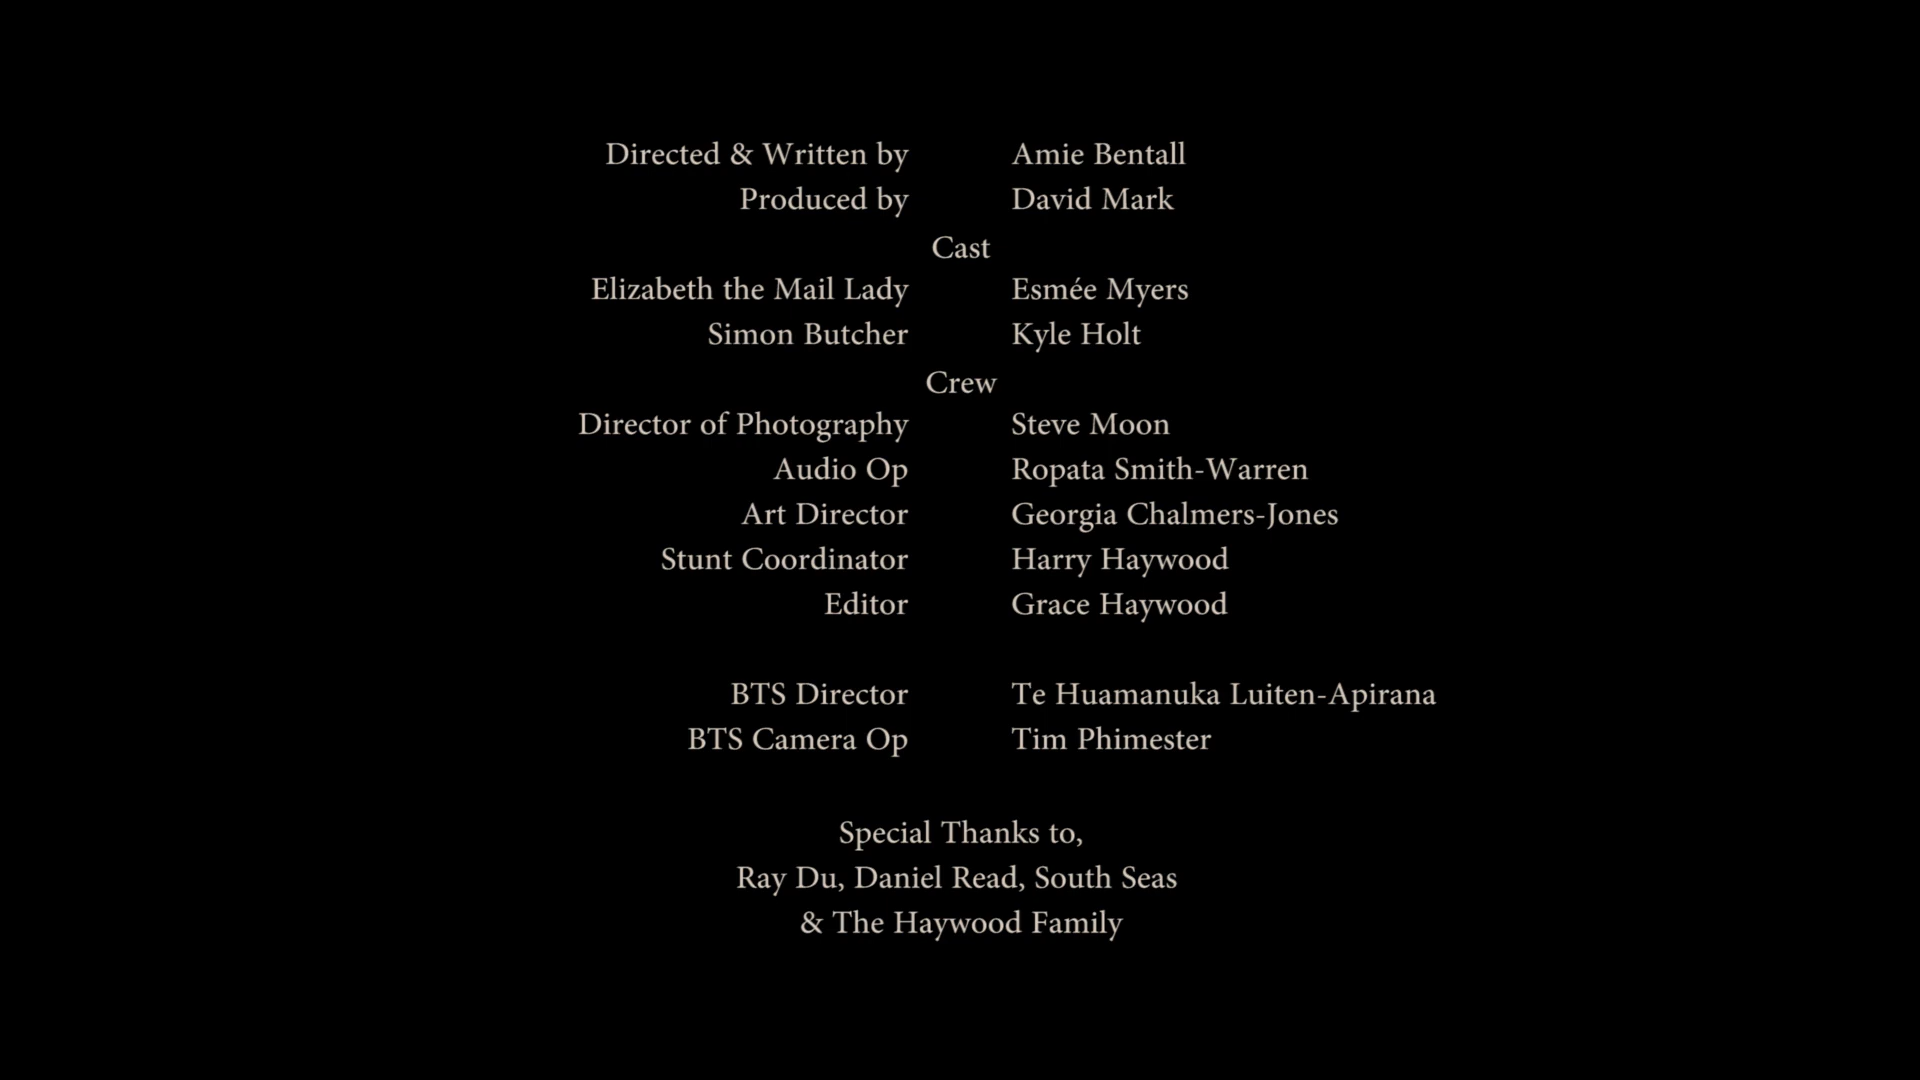 Directed & Written by Amie Bentall
Produced by David Mark
Cast
Elizabeth the Mail Lady Esmée Myers
Simon Butcher Kyle Holt
Crew
Director of Photography Steve Moon
Audio Op Ropata Smith-Warren
Art Director Georgia Chalmers-Jones
Stunt Coordinator Harry Haywood
Editor Grace Haywood
BTS Director Te Huamanuka Luiten-Apirana
BTS Camera Op Tim Phimester
Special Thanks to,
Ray Du, Daniel Read, South Seas
& The Haywood Family